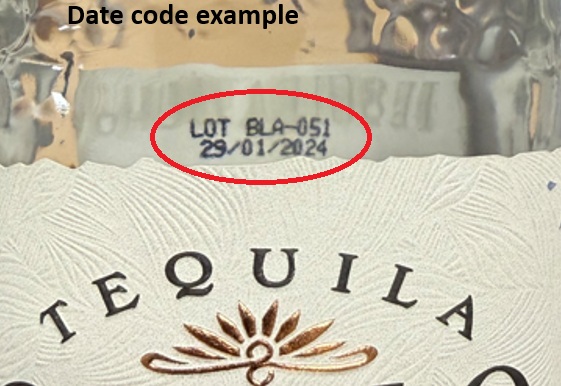 Date code example
LOT BLA-051
29/01/2024
TEQUILA